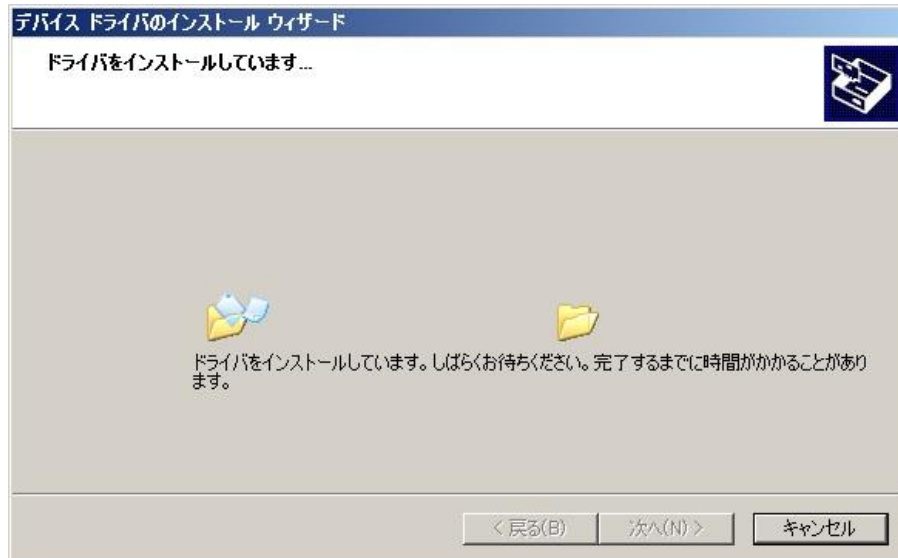 デバイス ドライバのインストール ウィザード
ドライバをインストールしています...
ドライバをインストールしています。しばらくお待ちください。完了するまでに時間がかかることがあり
ます。
< 戻る(B)
次へ(N) >
キャンセル